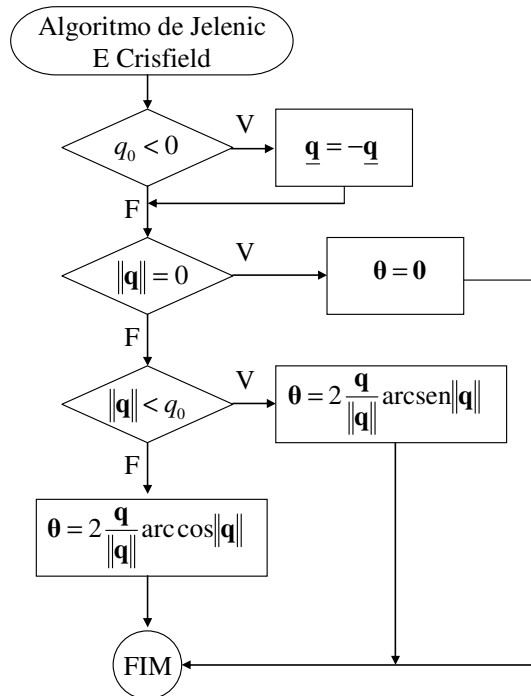 Algoritmo de Jelenic
E Crisfield
q₀ < 0
V
q̲ = −q̲
F
‖q‖ = 0
V
θ = 0
F
‖q‖ < q₀
V
θ = 2 q/‖q‖ arcsen‖q‖
F
θ = 2 q/‖q‖ arccos‖q‖
FIM